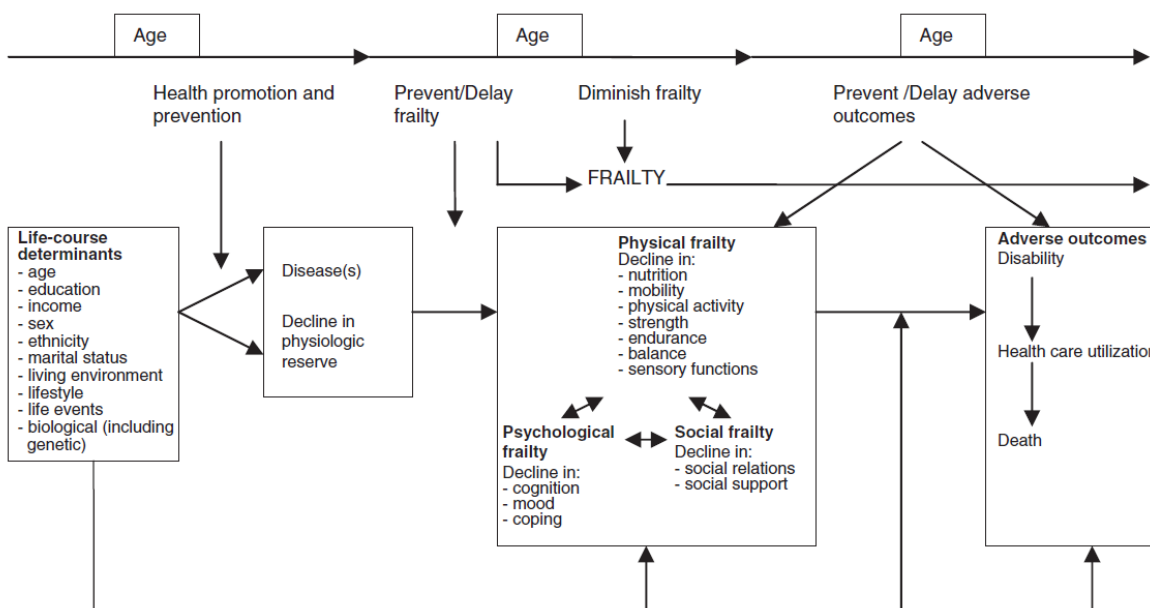 Age
Age
Age
Health promotion and
prevention
Prevent/Delay
frailty
Diminish frailty
Prevent /Delay adverse
outcomes
FRAILTY
Life-course
determinants
- age
- education
- income
- sex
- ethnicity
- marital status
- living environment
- lifestyle
- life events
- biological (including
genetic)
Disease(s)
Decline in
physiologic
reserve
Physical frailty
Decline in:
- nutrition
- mobility
- physical activity
- strength
- endurance
- balance
- sensory functions
Psychological
frailty
Decline in:
- cognition
- mood
- coping
Social frailty
Decline in:
- social relations
- social support
Adverse outcomes
Disability
Health care utilization
Death